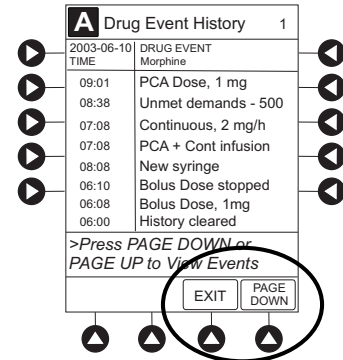 A Drug Event History 1
2003-06-10 DRUG EVENT
TIME Morphine
09:01 PCA Dose, 1 mg
08:38 Unmet demands - 500
07:08 Continuous, 2 mg/h
07:08 PCA + Cont infusion
08:08 New syringe
06:10 Bolus Dose stopped
06:08 Bolus Dose, 1mg
06:00 History cleared
>Press PAGE DOWN or
PAGE UP to View Events
EXIT PAGE
DOWN